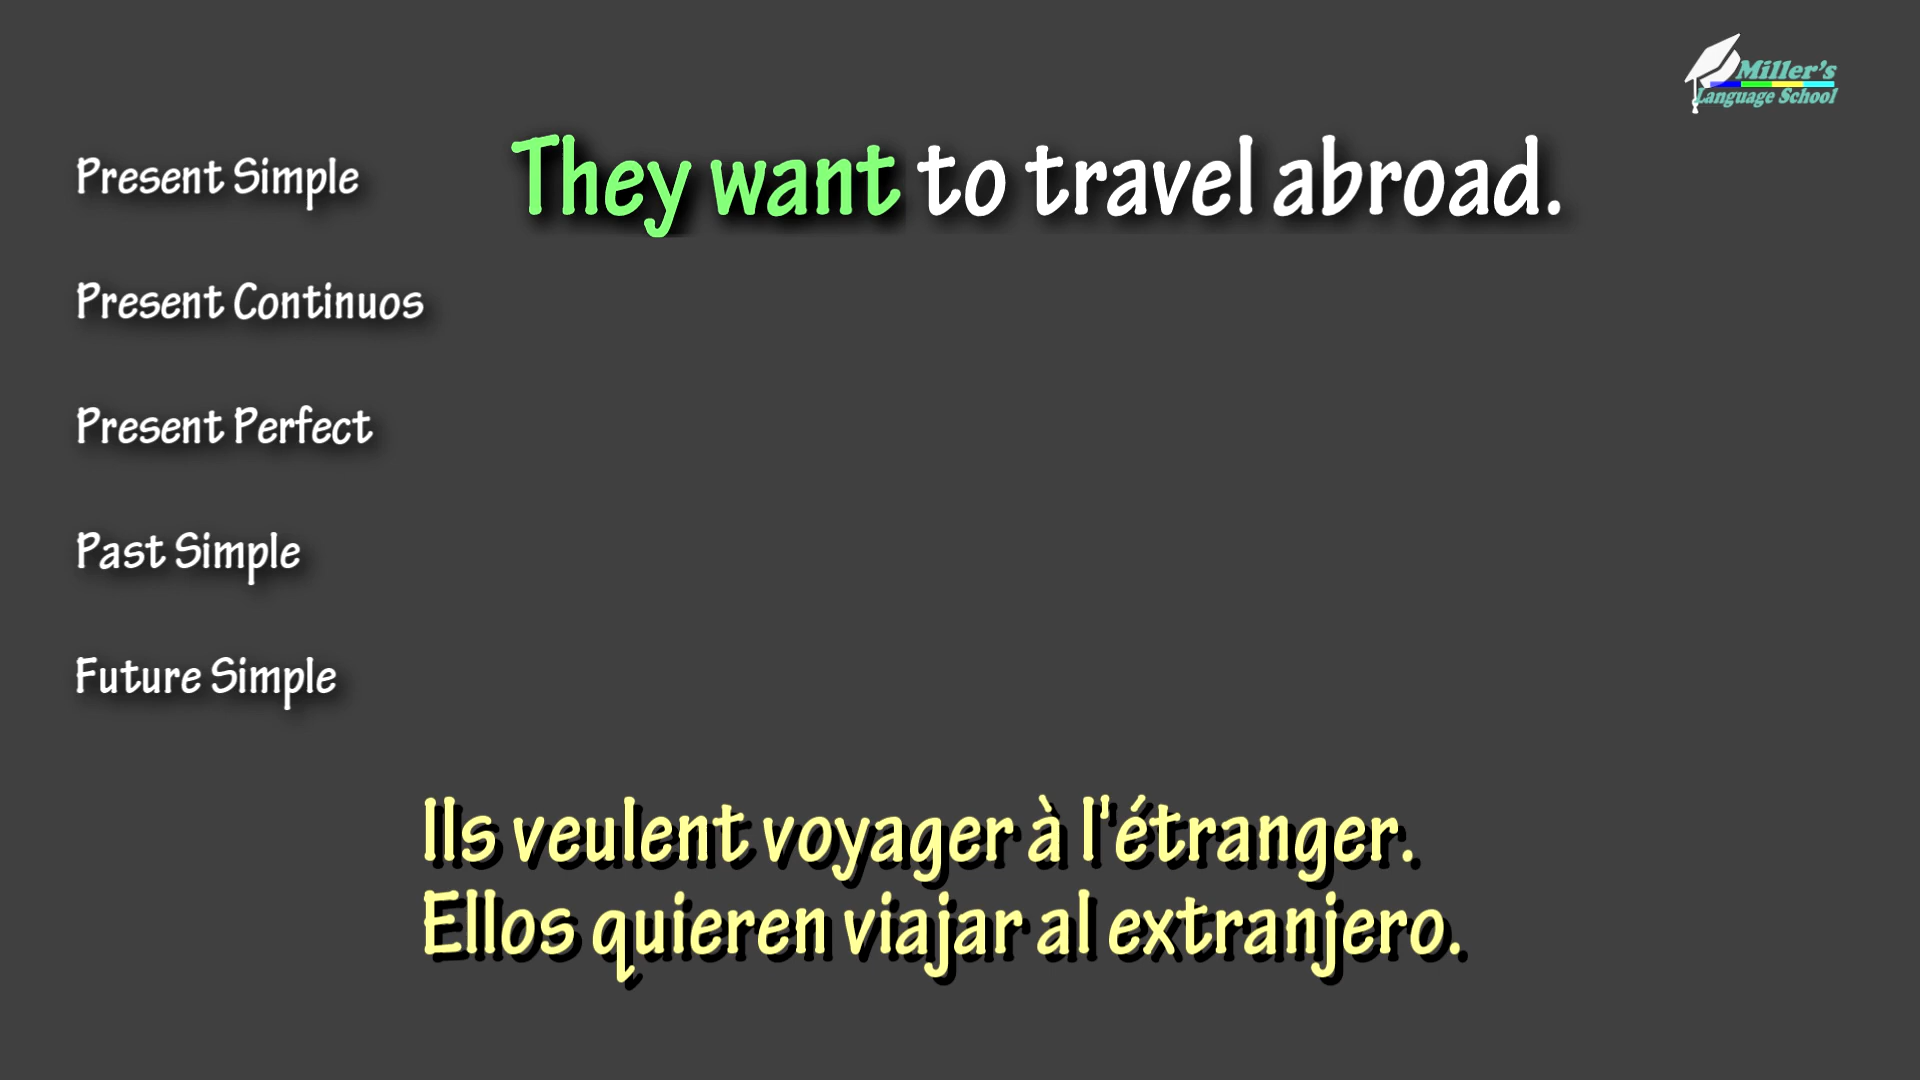 Miller's
Language School
Present Simple
They want to travel abroad.
Present Continuos
Present Perfect
Past Simple
Future Simple
Ils veulent voyager à l'étranger.
Ellos quieren viajar al extranjero.